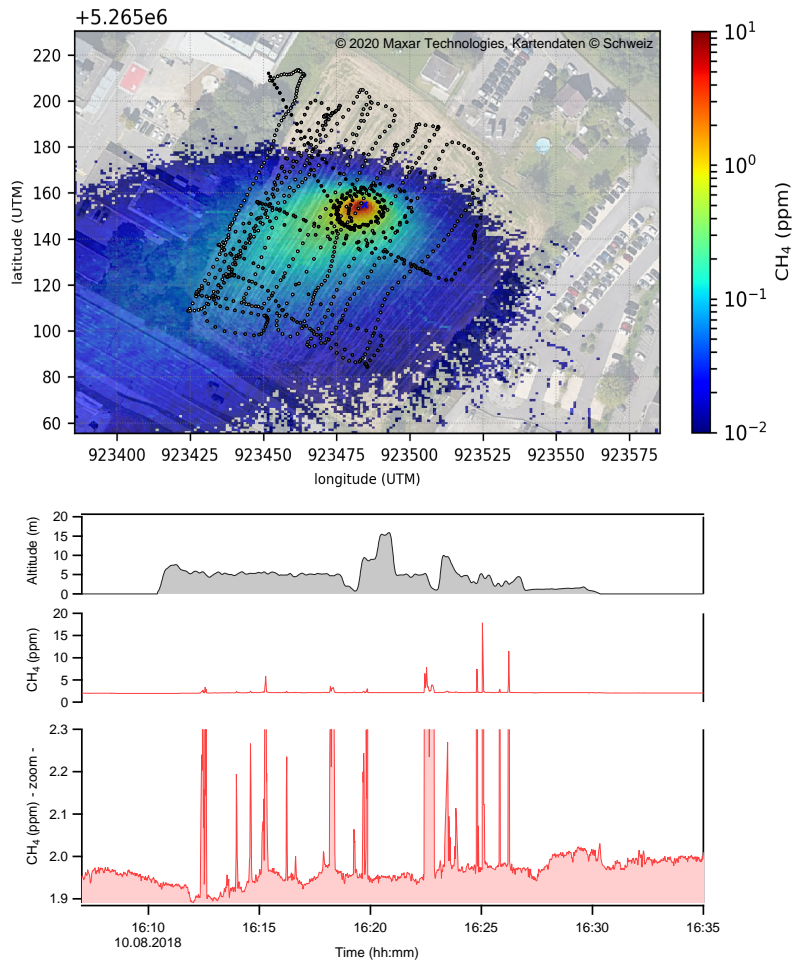 +5.265e6
© 2020 Maxar Technologies, Kartendaten © Schweiz
220
200
180
160
140
120
100
80
60
latitude (UTM)
923400 923425 923450 923475 923500 923525 923550 923575
longitude (UTM)
10¹
10⁰
10⁻¹
10⁻²
CH₄ (ppm)
20
15
10
5
0
Altitude (m)
20
15
10
5
0
CH₄ (ppm)
2.3
2.2
2.1
2.0
1.9
CH₄ (ppm) - zoom -
16:10 16:15 16:20 16:25 16:30 16:35
10.08.2018
Time (hh:mm)